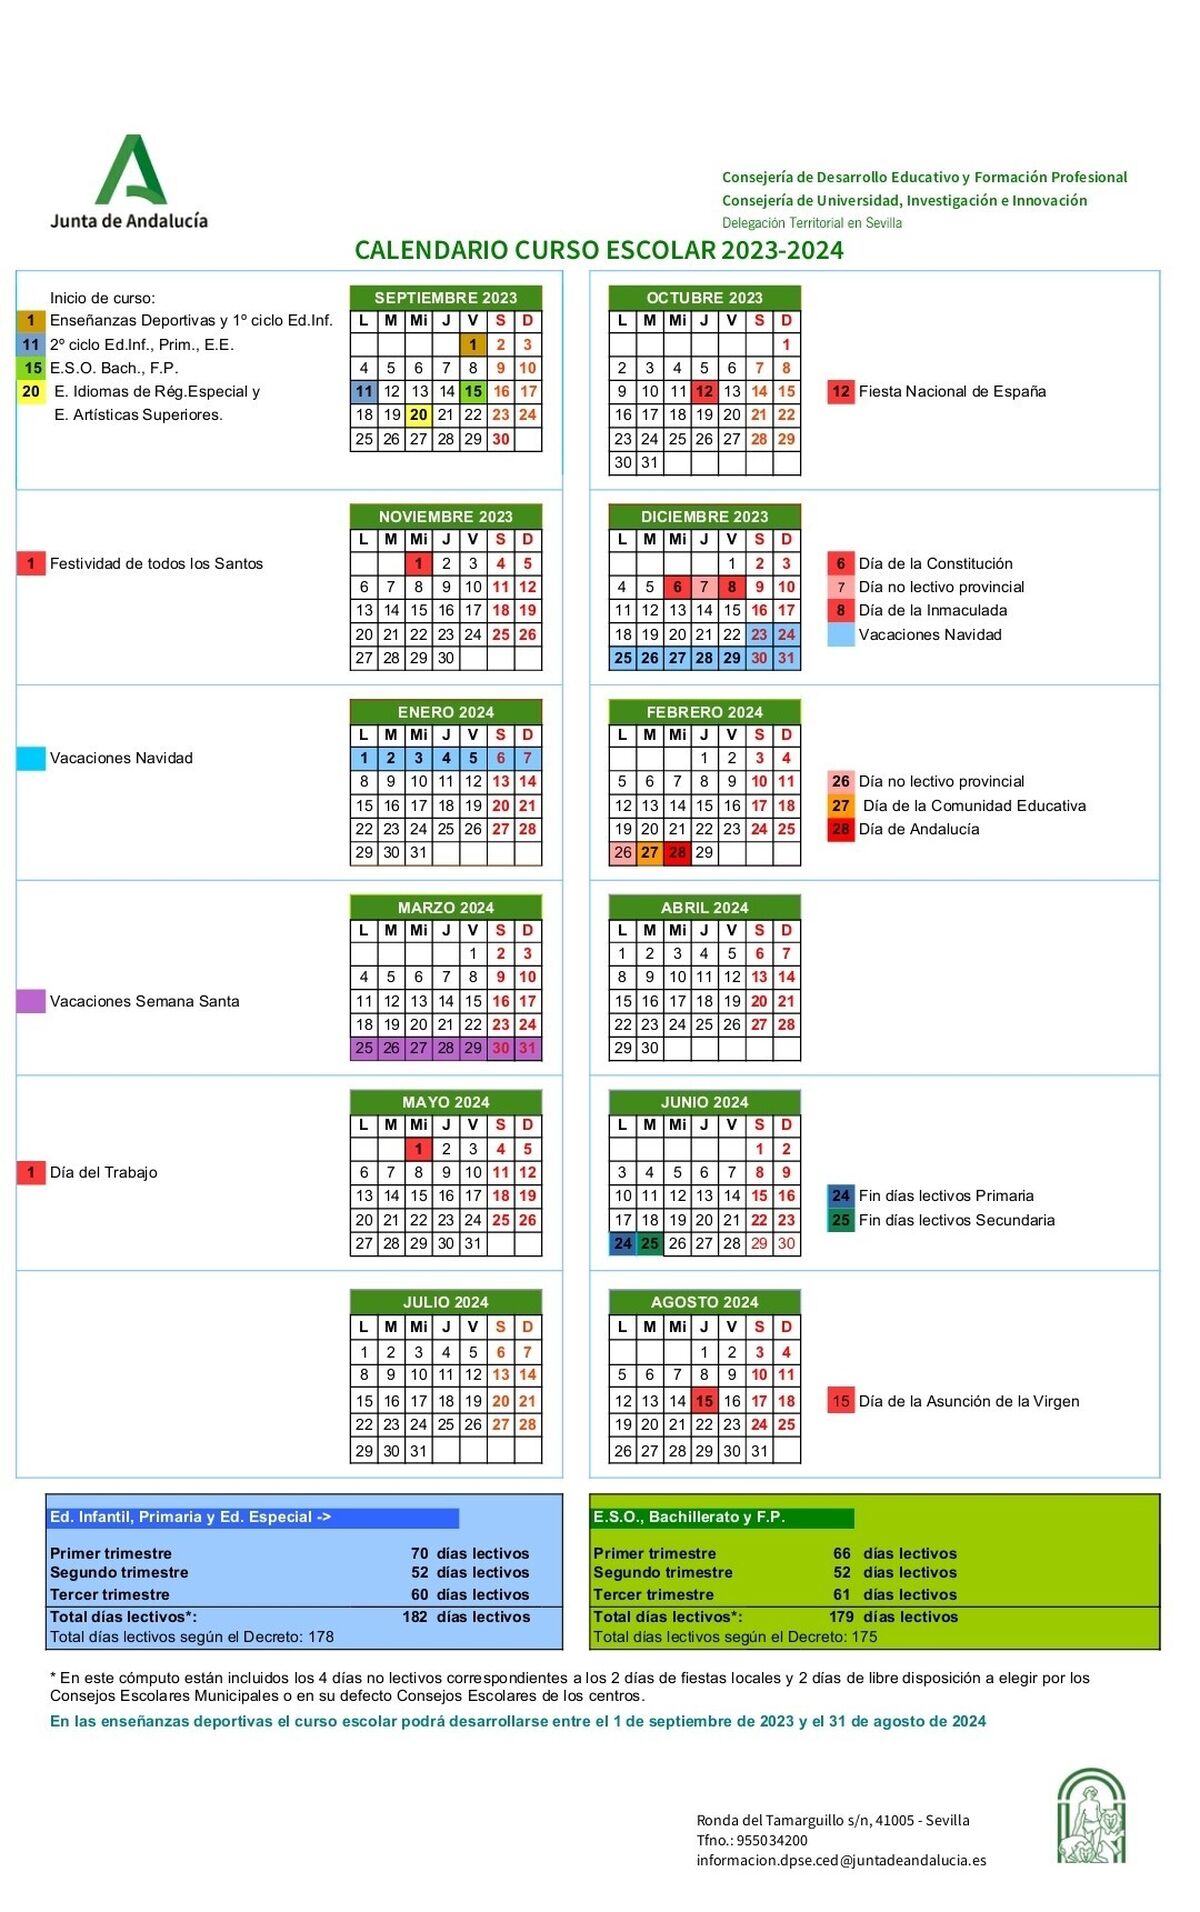 Junta de Andalucía
Consejería de Desarrollo Educativo y Formación Profesional
Consejería de Universidad, Investigación e Innovación
Delegación Territorial en Sevilla
CALENDARIO CURSO ESCOLAR 2023-2024
Inicio de curso:
1 Enseñanzas Deportivas y 1º ciclo Ed.Inf.
11 2º ciclo Ed.Inf., Prim., E.E.
15 E.S.O. Bach., F.P.
20 E. Idiomas de Rég.Especial y
E. Artísticas Superiores.
SEPTIEMBRE 2023
L M Mi J V S D
1 2 3
4 5 6 7 8 9 10
11 12 13 14 15 16 17
18 19 20 21 22 23 24
25 26 27 28 29 30
OCTUBRE 2023
L M Mi J V S D
1
2 3 4 5 6 7 8
9 10 11 12 13 14 15
16 17 18 19 20 21 22
23 24 25 26 27 28 29
30 31
12 Fiesta Nacional de España
1 Festividad de todos los Santos
NOVIEMBRE 2023
L M Mi J V S D
1 2 3 4 5
6 7 8 9 10 11 12
13 14 15 16 17 18 19
20 21 22 23 24 25 26
27 28 29 30
DICIEMBRE 2023
L M Mi J V S D
1 2 3
4 5 6 7 8 9 10
11 12 13 14 15 16 17
18 19 20 21 22 23 24
25 26 27 28 29 30 31
6 Día de la Constitución
7 Día no lectivo provincial
8 Día de la Inmaculada
Vacaciones Navidad
Vacaciones Navidad
ENERO 2024
L M Mi J V S D
1 2 3 4 5 6 7
8 9 10 11 12 13 14
15 16 17 18 19 20 21
22 23 24 25 26 27 28
29 30 31
FEBRERO 2024
L M Mi J V S D
1 2 3 4
5 6 7 8 9 10 11
12 13 14 15 16 17 18
19 20 21 22 23 24 25
26 27 28 29
26 Día no lectivo provincial
27 Día de la Comunidad Educativa
28 Día de Andalucía
Vacaciones Semana Santa
MARZO 2024
L M Mi J V S D
1 2 3
4 5 6 7 8 9 10
11 12 13 14 15 16 17
18 19 20 21 22 23 24
25 26 27 28 29 30 31
ABRIL 2024
L M Mi J V S D
1 2 3 4 5 6 7
8 9 10 11 12 13 14
15 16 17 18 19 20 21
22 23 24 25 26 27 28
29 30
1 Día del Trabajo
MAYO 2024
L M Mi J V S D
1 2 3 4 5
6 7 8 9 10 11 12
13 14 15 16 17 18 19
20 21 22 23 24 25 26
27 28 29 30 31
JUNIO 2024
L M Mi J V S D
1 2
3 4 5 6 7 8 9
10 11 12 13 14 15 16
17 18 19 20 21 22 23
24 25 26 27 28 29 30
24 Fin días lectivos Primaria
25 Fin días lectivos Secundaria
JULIO 2024
L M Mi J V S D
1 2 3 4 5 6 7
8 9 10 11 12 13 14
15 16 17 18 19 20 21
22 23 24 25 26 27 28
29 30 31
AGOSTO 2024
L M Mi J V S D
1 2 3 4
5 6 7 8 9 10 11
12 13 14 15 16 17 18
19 20 21 22 23 24 25
26 27 28 29 30 31
15 Día de la Asunción de la Virgen
Ed. Infantil, Primaria y Ed. Especial ->
Primer trimestre 70 días lectivos
Segundo trimestre 52 días lectivos
Tercer trimestre 60 días lectivos
Total días lectivos*: 182 días lectivos
Total días lectivos según el Decreto: 178
E.S.O., Bachillerato y F.P.
Primer trimestre 66 días lectivos
Segundo trimestre 52 días lectivos
Tercer trimestre 61 días lectivos
Total días lectivos*: 179 días lectivos
Total días lectivos según el Decreto: 175
* En este cómputo están incluidos los 4 días no lectivos correspondientes a los 2 días de fiestas locales y 2 días de libre disposición a elegir por los
Consejos Escolares Municipales o en su defecto Consejos Escolares de los centros.
En las enseñanzas deportivas el curso escolar podrá desarrollarse entre el 1 de septiembre de 2023 y el 31 de agosto de 2024
Ronda del Tamarguillo s/n, 41005 - Sevilla
Tfno.: 955034200
informacion.dpse.ced@juntadeandalucia.es